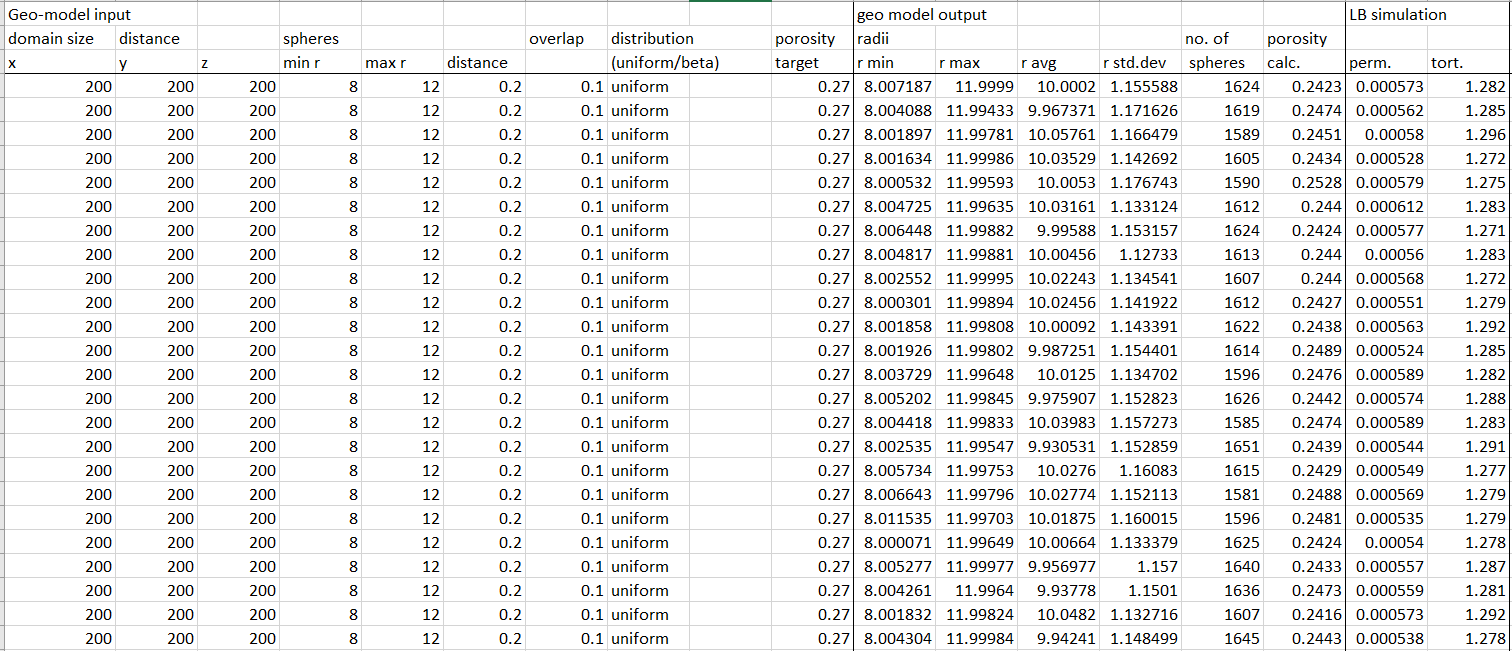 Geo-model input geo model output LB simulation
domain size distance spheres overlap distribution porosity radii no. of porosity
x y z min r max r distance (uniform/beta) target r min r max r avg r std.dev spheres calc. perm. tort.
200 200 200 8 12 0.2 0.1 uniform 0.27 8.007187 11.9999 10.0002 1.155588 1624 0.2423 0.000573 1.282
200 200 200 8 12 0.2 0.1 uniform 0.27 8.004088 11.99433 9.967371 1.171626 1619 0.2474 0.000562 1.285
200 200 200 8 12 0.2 0.1 uniform 0.27 8.001897 11.99781 10.05761 1.166479 1589 0.2451 0.00058 1.296
200 200 200 8 12 0.2 0.1 uniform 0.27 8.001634 11.99986 10.03529 1.142692 1605 0.2434 0.000528 1.272
200 200 200 8 12 0.2 0.1 uniform 0.27 8.000532 11.99593 10.0053 1.176743 1590 0.2528 0.000579 1.275
200 200 200 8 12 0.2 0.1 uniform 0.27 8.004725 11.99635 10.03161 1.133124 1612 0.244 0.000612 1.283
200 200 200 8 12 0.2 0.1 uniform 0.27 8.006448 11.99882 9.99588 1.153157 1624 0.2424 0.000577 1.271
200 200 200 8 12 0.2 0.1 uniform 0.27 8.004817 11.99881 10.00456 1.12733 1613 0.244 0.00056 1.283
200 200 200 8 12 0.2 0.1 uniform 0.27 8.002552 11.99995 10.02243 1.134541 1607 0.244 0.000568 1.272
200 200 200 8 12 0.2 0.1 uniform 0.27 8.000301 11.99894 10.02456 1.141922 1612 0.2427 0.000551 1.279
200 200 200 8 12 0.2 0.1 uniform 0.27 8.001858 11.99808 10.00092 1.143391 1622 0.2438 0.000563 1.292
200 200 200 8 12 0.2 0.1 uniform 0.27 8.001926 11.99802 9.987251 1.154401 1614 0.2489 0.000524 1.285
200 200 200 8 12 0.2 0.1 uniform 0.27 8.003729 11.99648 10.0125 1.134702 1596 0.2476 0.000589 1.282
200 200 200 8 12 0.2 0.1 uniform 0.27 8.005202 11.99845 9.975907 1.152823 1626 0.2442 0.000574 1.288
200 200 200 8 12 0.2 0.1 uniform 0.27 8.004418 11.99833 10.03983 1.157273 1585 0.2474 0.000589 1.283
200 200 200 8 12 0.2 0.1 uniform 0.27 8.002535 11.99547 9.930531 1.152859 1651 0.2439 0.000544 1.291
200 200 200 8 12 0.2 0.1 uniform 0.27 8.005734 11.99753 10.0276 1.16083 1615 0.2429 0.000549 1.277
200 200 200 8 12 0.2 0.1 uniform 0.27 8.006643 11.99796 10.02774 1.152113 1581 0.2488 0.000569 1.279
200 200 200 8 12 0.2 0.1 uniform 0.27 8.011535 11.99703 10.01875 1.160015 1596 0.2481 0.000535 1.279
200 200 200 8 12 0.2 0.1 uniform 0.27 8.000071 11.99649 10.00664 1.133379 1625 0.2424 0.00054 1.278
200 200 200 8 12 0.2 0.1 uniform 0.27 8.005277 11.99977 9.956977 1.157 1640 0.2433 0.000557 1.287
200 200 200 8 12 0.2 0.1 uniform 0.27 8.004261 11.9964 9.93778 1.1501 1636 0.2473 0.000559 1.281
200 200 200 8 12 0.2 0.1 uniform 0.27 8.001832 11.99824 10.0482 1.132716 1607 0.2416 0.000573 1.292
200 200 200 8 12 0.2 0.1 uniform 0.27 8.004304 11.99984 9.94241 1.148499 1645 0.2443 0.000538 1.278